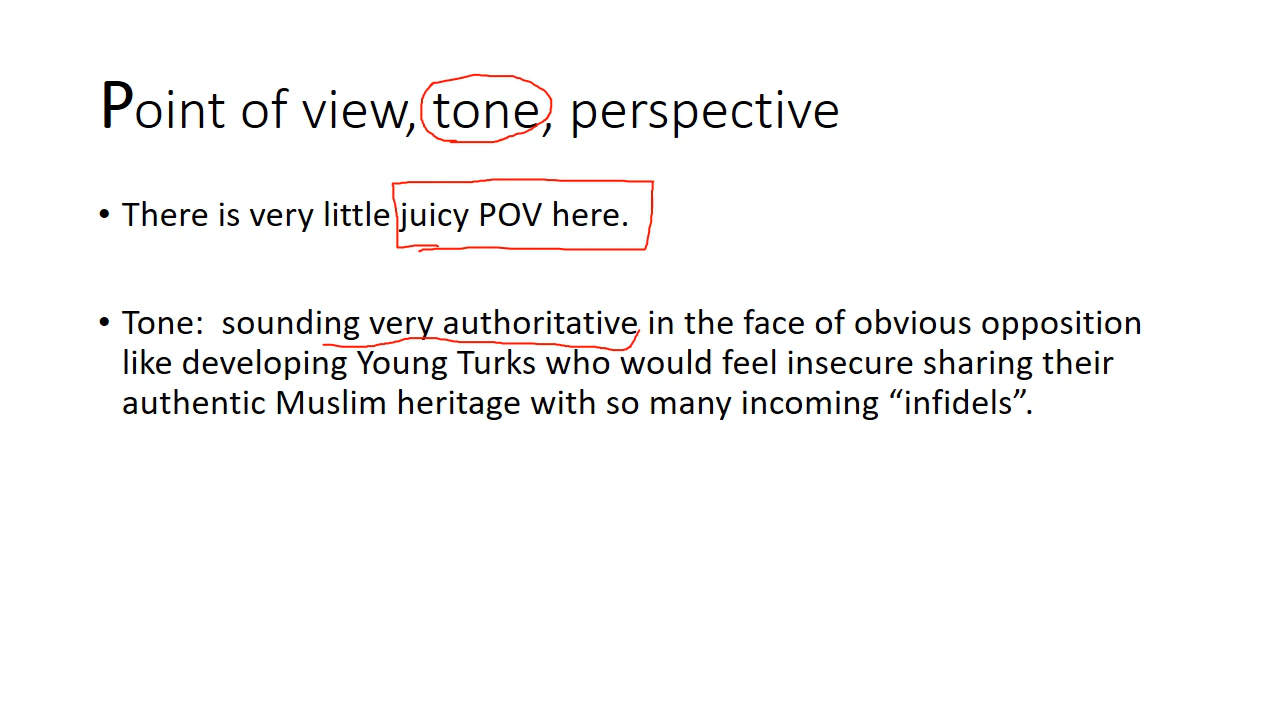 Point of view, tone, perspective
• There is very little juicy POV here.
• Tone:  sounding very authoritative in the face of obvious opposition
like developing Young Turks who would feel insecure sharing their
authentic Muslim heritage with so many incoming “infidels”.